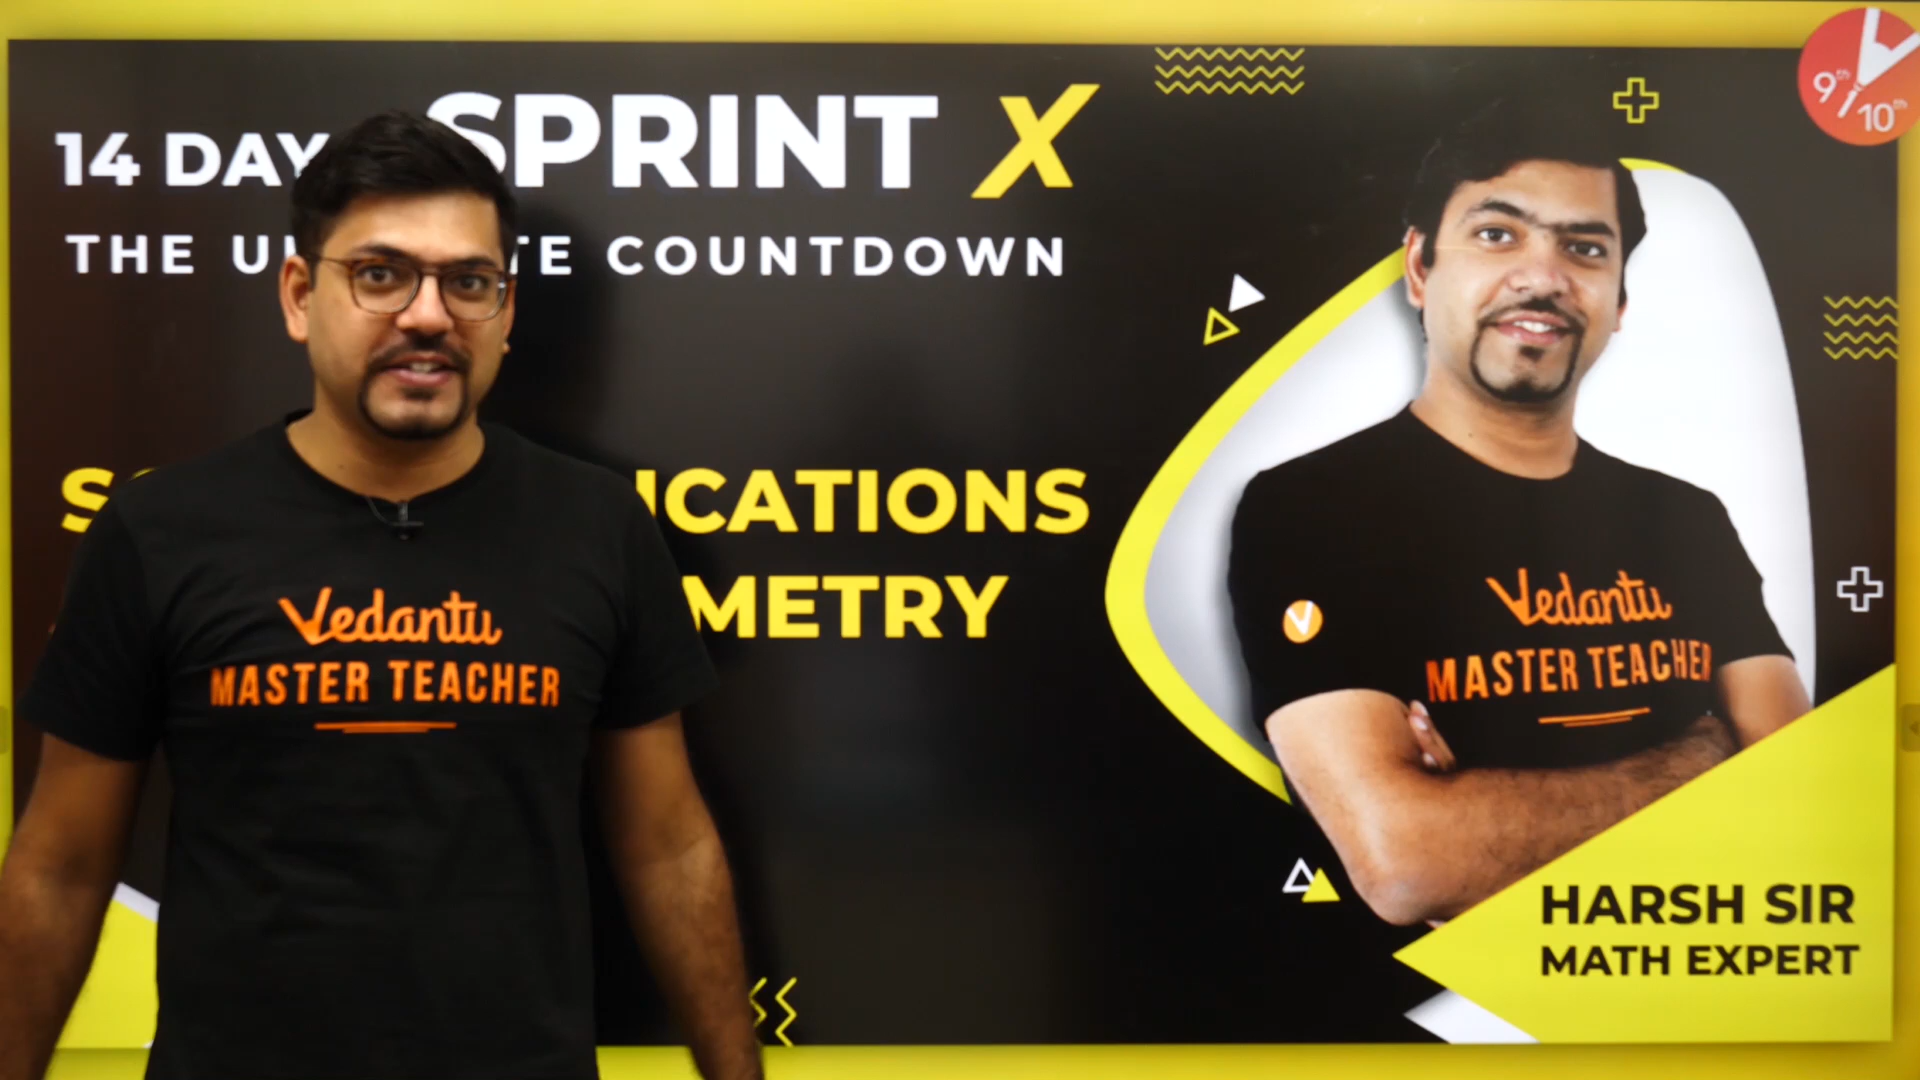 14 DAY SPRINT X
THE U TE COUNTDOWN
ICATIONS
METRY
Vedantu
MASTER TEACHER
Vedantu
MASTER TEACHER
HARSH SIR
MATH EXPERT
9th
10th